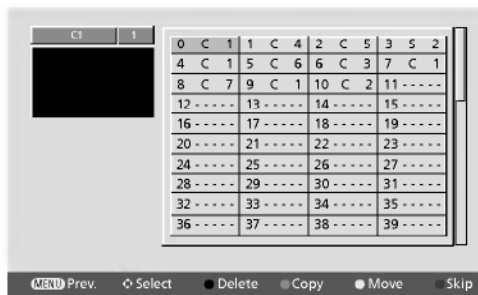 C1 1
0 C 1 1 C 4 2 C 5 3 S 2
4 C 1 5 C 6 6 C 3 7 C 1
8 C 7 9 C 1 10 C 2 11 - - - - -
12 - - - - - 13 - - - - - 14 - - - - - 15 - - - - -
16 - - - - - 17 - - - - - 18 - - - - - 19 - - - - -
20 - - - - - 21 - - - - - 22 - - - - - 23 - - - - -
24 - - - - - 25 - - - - - 26 - - - - - 27 - - - - -
28 - - - - - 29 - - - - - 30 - - - - - 31 - - - - -
32 - - - - - 33 - - - - - 34 - - - - - 35 - - - - -
36 - - - - - 37 - - - - - 38 - - - - - 39 - - - - -
MENU Prev. Select Delete Copy Move Skip